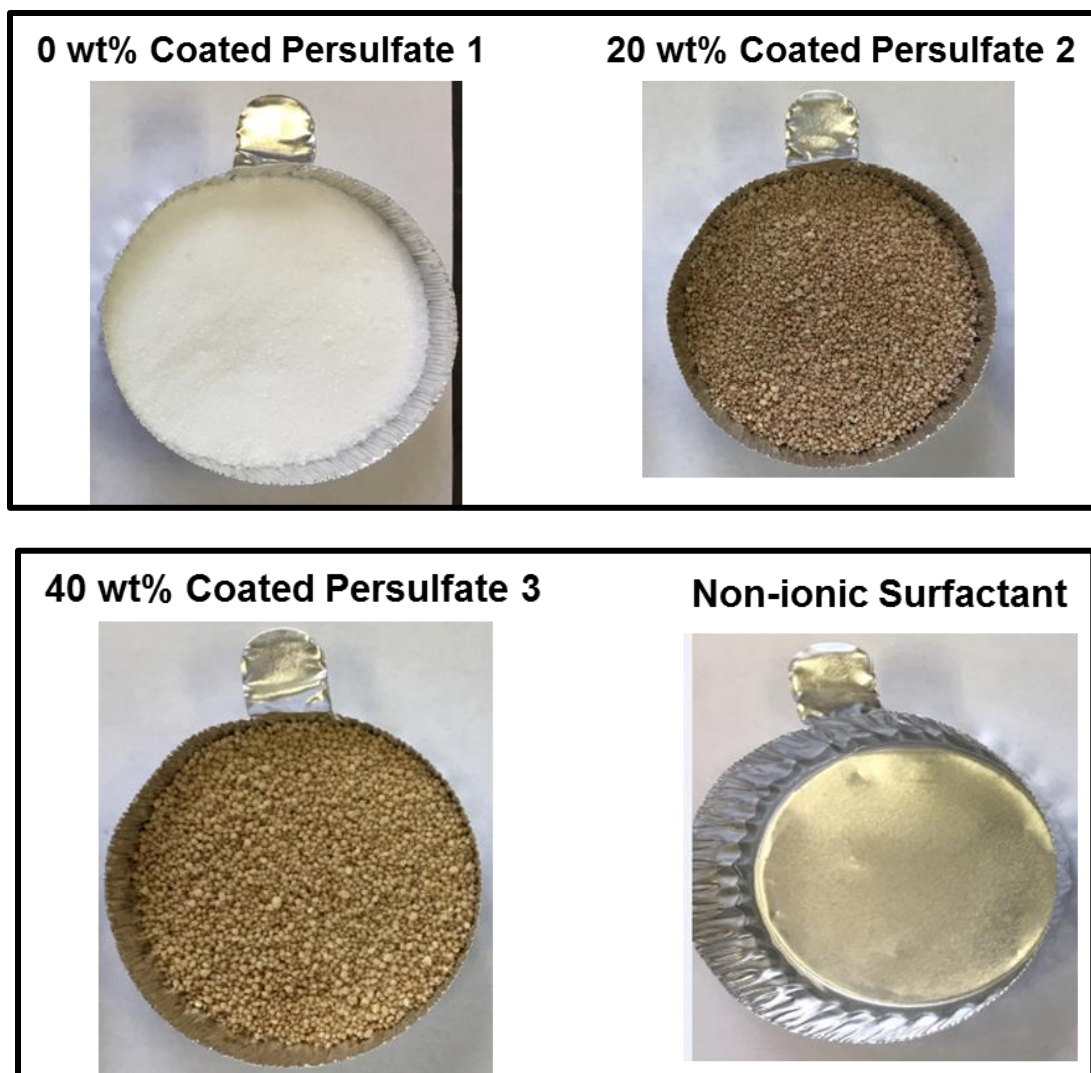 0 wt% Coated Persulfate 1
20 wt% Coated Persulfate 2
40 wt% Coated Persulfate 3
Non-ionic Surfactant